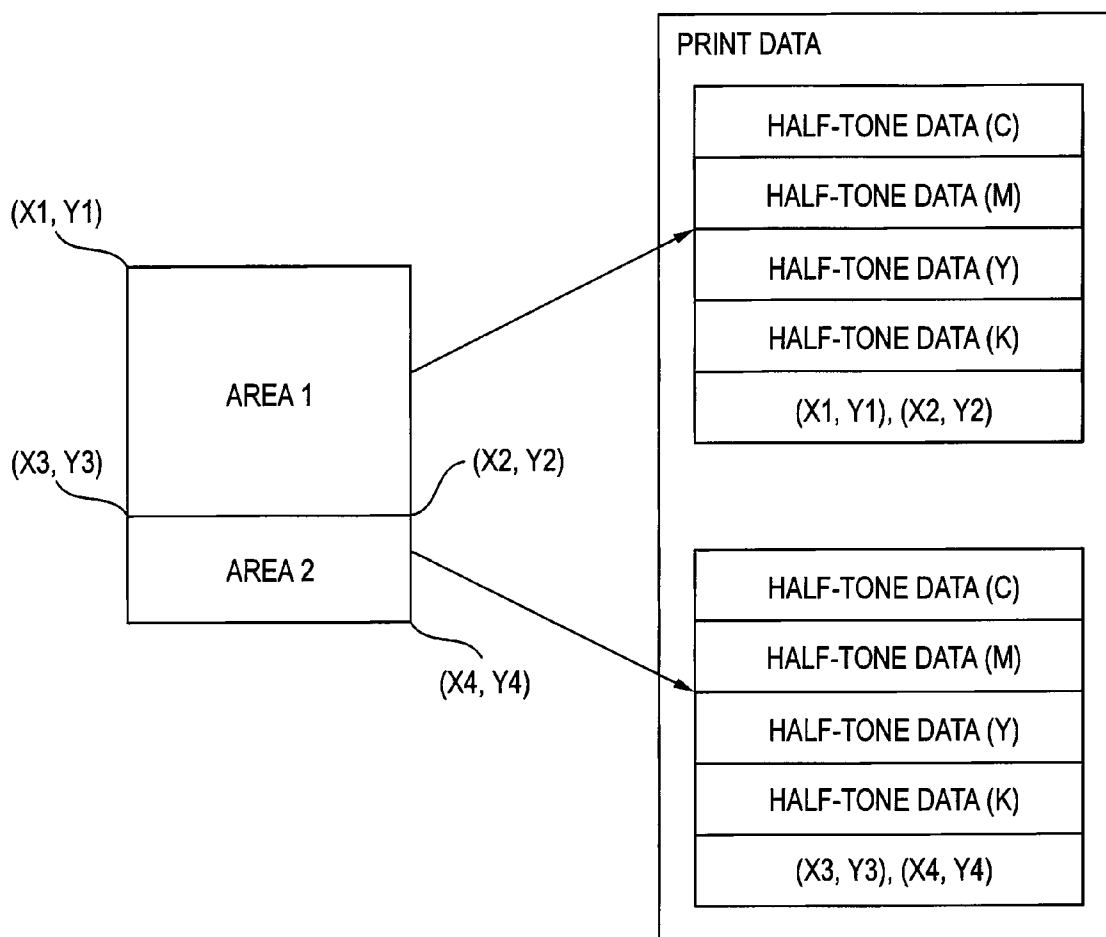 PRINT DATA
HALF-TONE DATA (C)
HALF-TONE DATA (M)
HALF-TONE DATA (Y)
HALF-TONE DATA (K)
(X1, Y1), (X2, Y2)
(X1, Y1)
AREA 1
(X3, Y3)
(X2, Y2)
AREA 2
(X4, Y4)
HALF-TONE DATA (C)
HALF-TONE DATA (M)
HALF-TONE DATA (Y)
HALF-TONE DATA (K)
(X3, Y3), (X4, Y4)